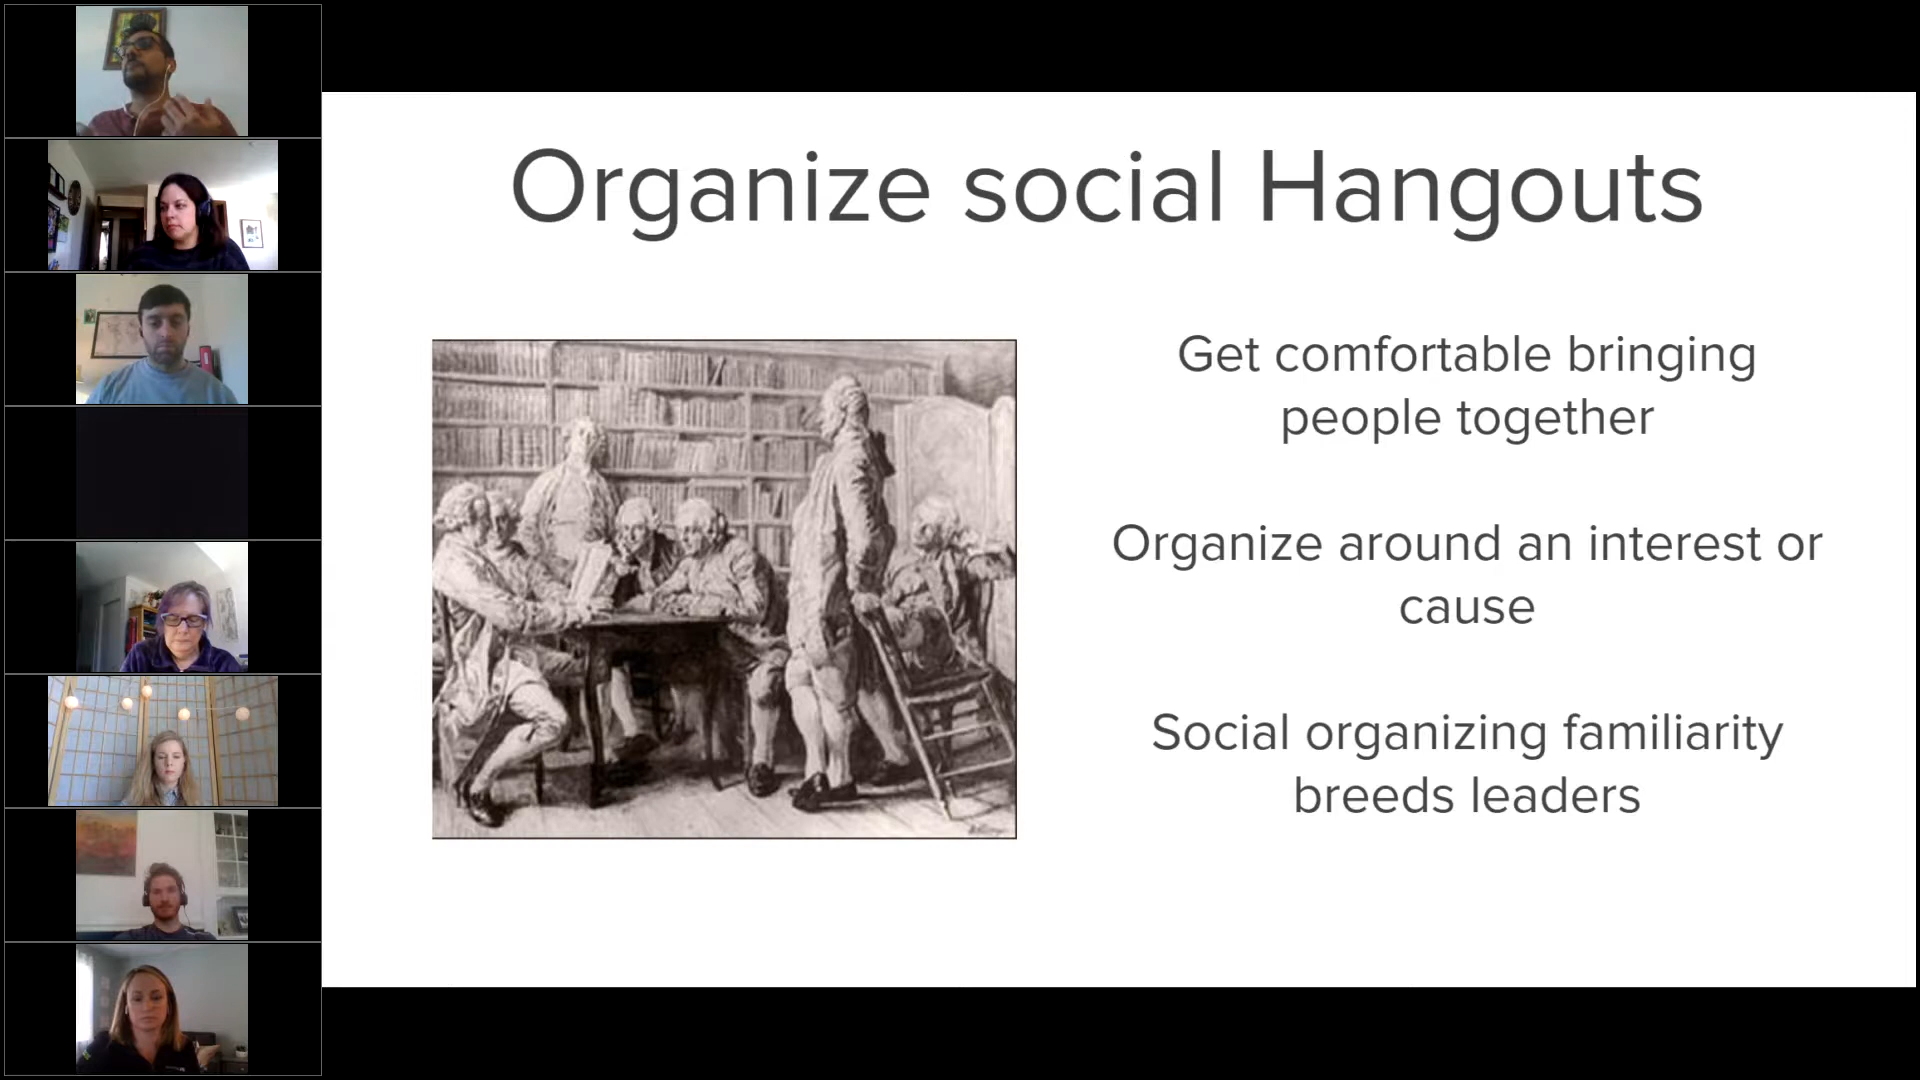 Organize social Hangouts
Get comfortable bringing
people together
Organize around an interest or
cause
Social organizing familiarity
breeds leaders